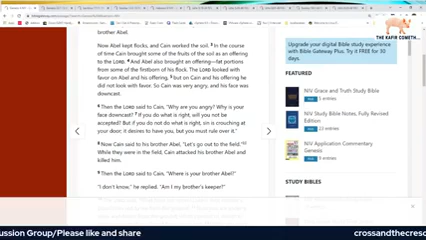 THE KAFIR COMETH...
brother Abel.
Now Abel kept flocks, and Cain worked the soil. 3 In the
course of time Cain brought some of the fruits of the soil as an
offering to the LORD. 4 And Abel also brought an offering—fat portions
from some of the firstborn of his flock. The LORD looked with
favor on Abel and his offering, 5 but on Cain and his offering he
did not look with favor. So Cain was very angry, and his face was
downcast.
6 Then the LORD said to Cain, "Why are you angry? Why is your
face downcast? 7 If you do what is right, will you not be
accepted? But if you do not do what is right, sin is crouching at
your door; it desires to have you, but you must rule over it."
8 Now Cain said to his brother Abel, "Let's go out to the field."
While they were in the field, Cain attacked his brother Abel and
killed him.
9 Then the LORD said to Cain, "Where is your brother Abel?"
"I don't know," he replied. "Am I my brother's keeper?"
Upgrade your digital Bible study experience
with Bible Gateway Plus. Try it FREE for 30
days.
FEATURED
NIV Grace and Truth Study Bible
entries
NIV Study Bible Notes, Fully Revised
Edition
entries
NIV Application Commentary
Genesis
entries
STUDY BIBLES
ussion Group/Please like and share
crossandthecresc